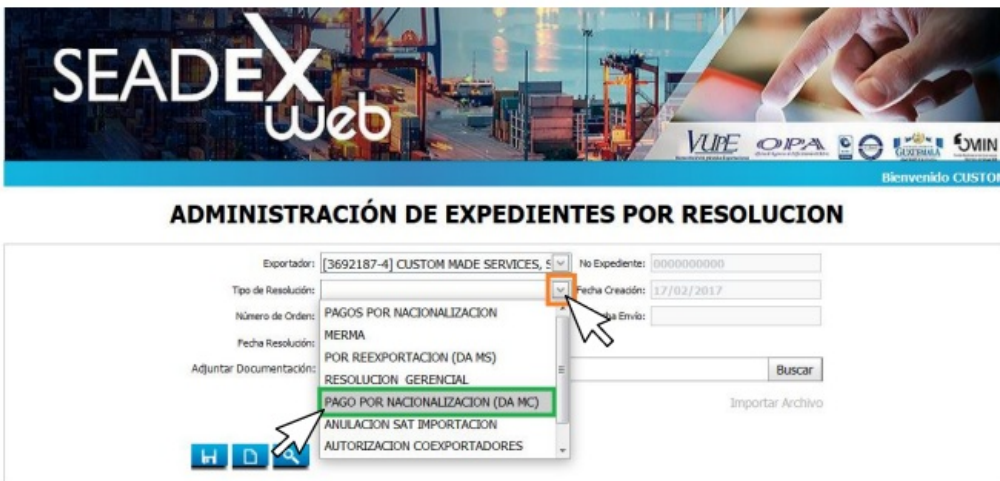 SEADEX
web
VUPE OPA GUATEMALA
Bienvenido CUSTOM
ADMINISTRACIÓN DE EXPEDIENTES POR RESOLUCION
Exportador: [3692187-4] CUSTOM MADE SERVICES, S No Expediente: 0000000000
Tipo de Resolución: Fecha Creación: 17/02/2017
Número de Orden: PAGOS POR NACIONALIZACION Envío:
Fecha Resolución: MERMA
POR REEXPORTACION (DA MS)
Adjuntar Documentación: Buscar
RESOLUCION GERENCIAL
PAGO POR NACIONALIZACION (DA MC) Importar Archivo
ANULACION SAT IMPORTACION
AUTORIZACION COEXPORTADORES